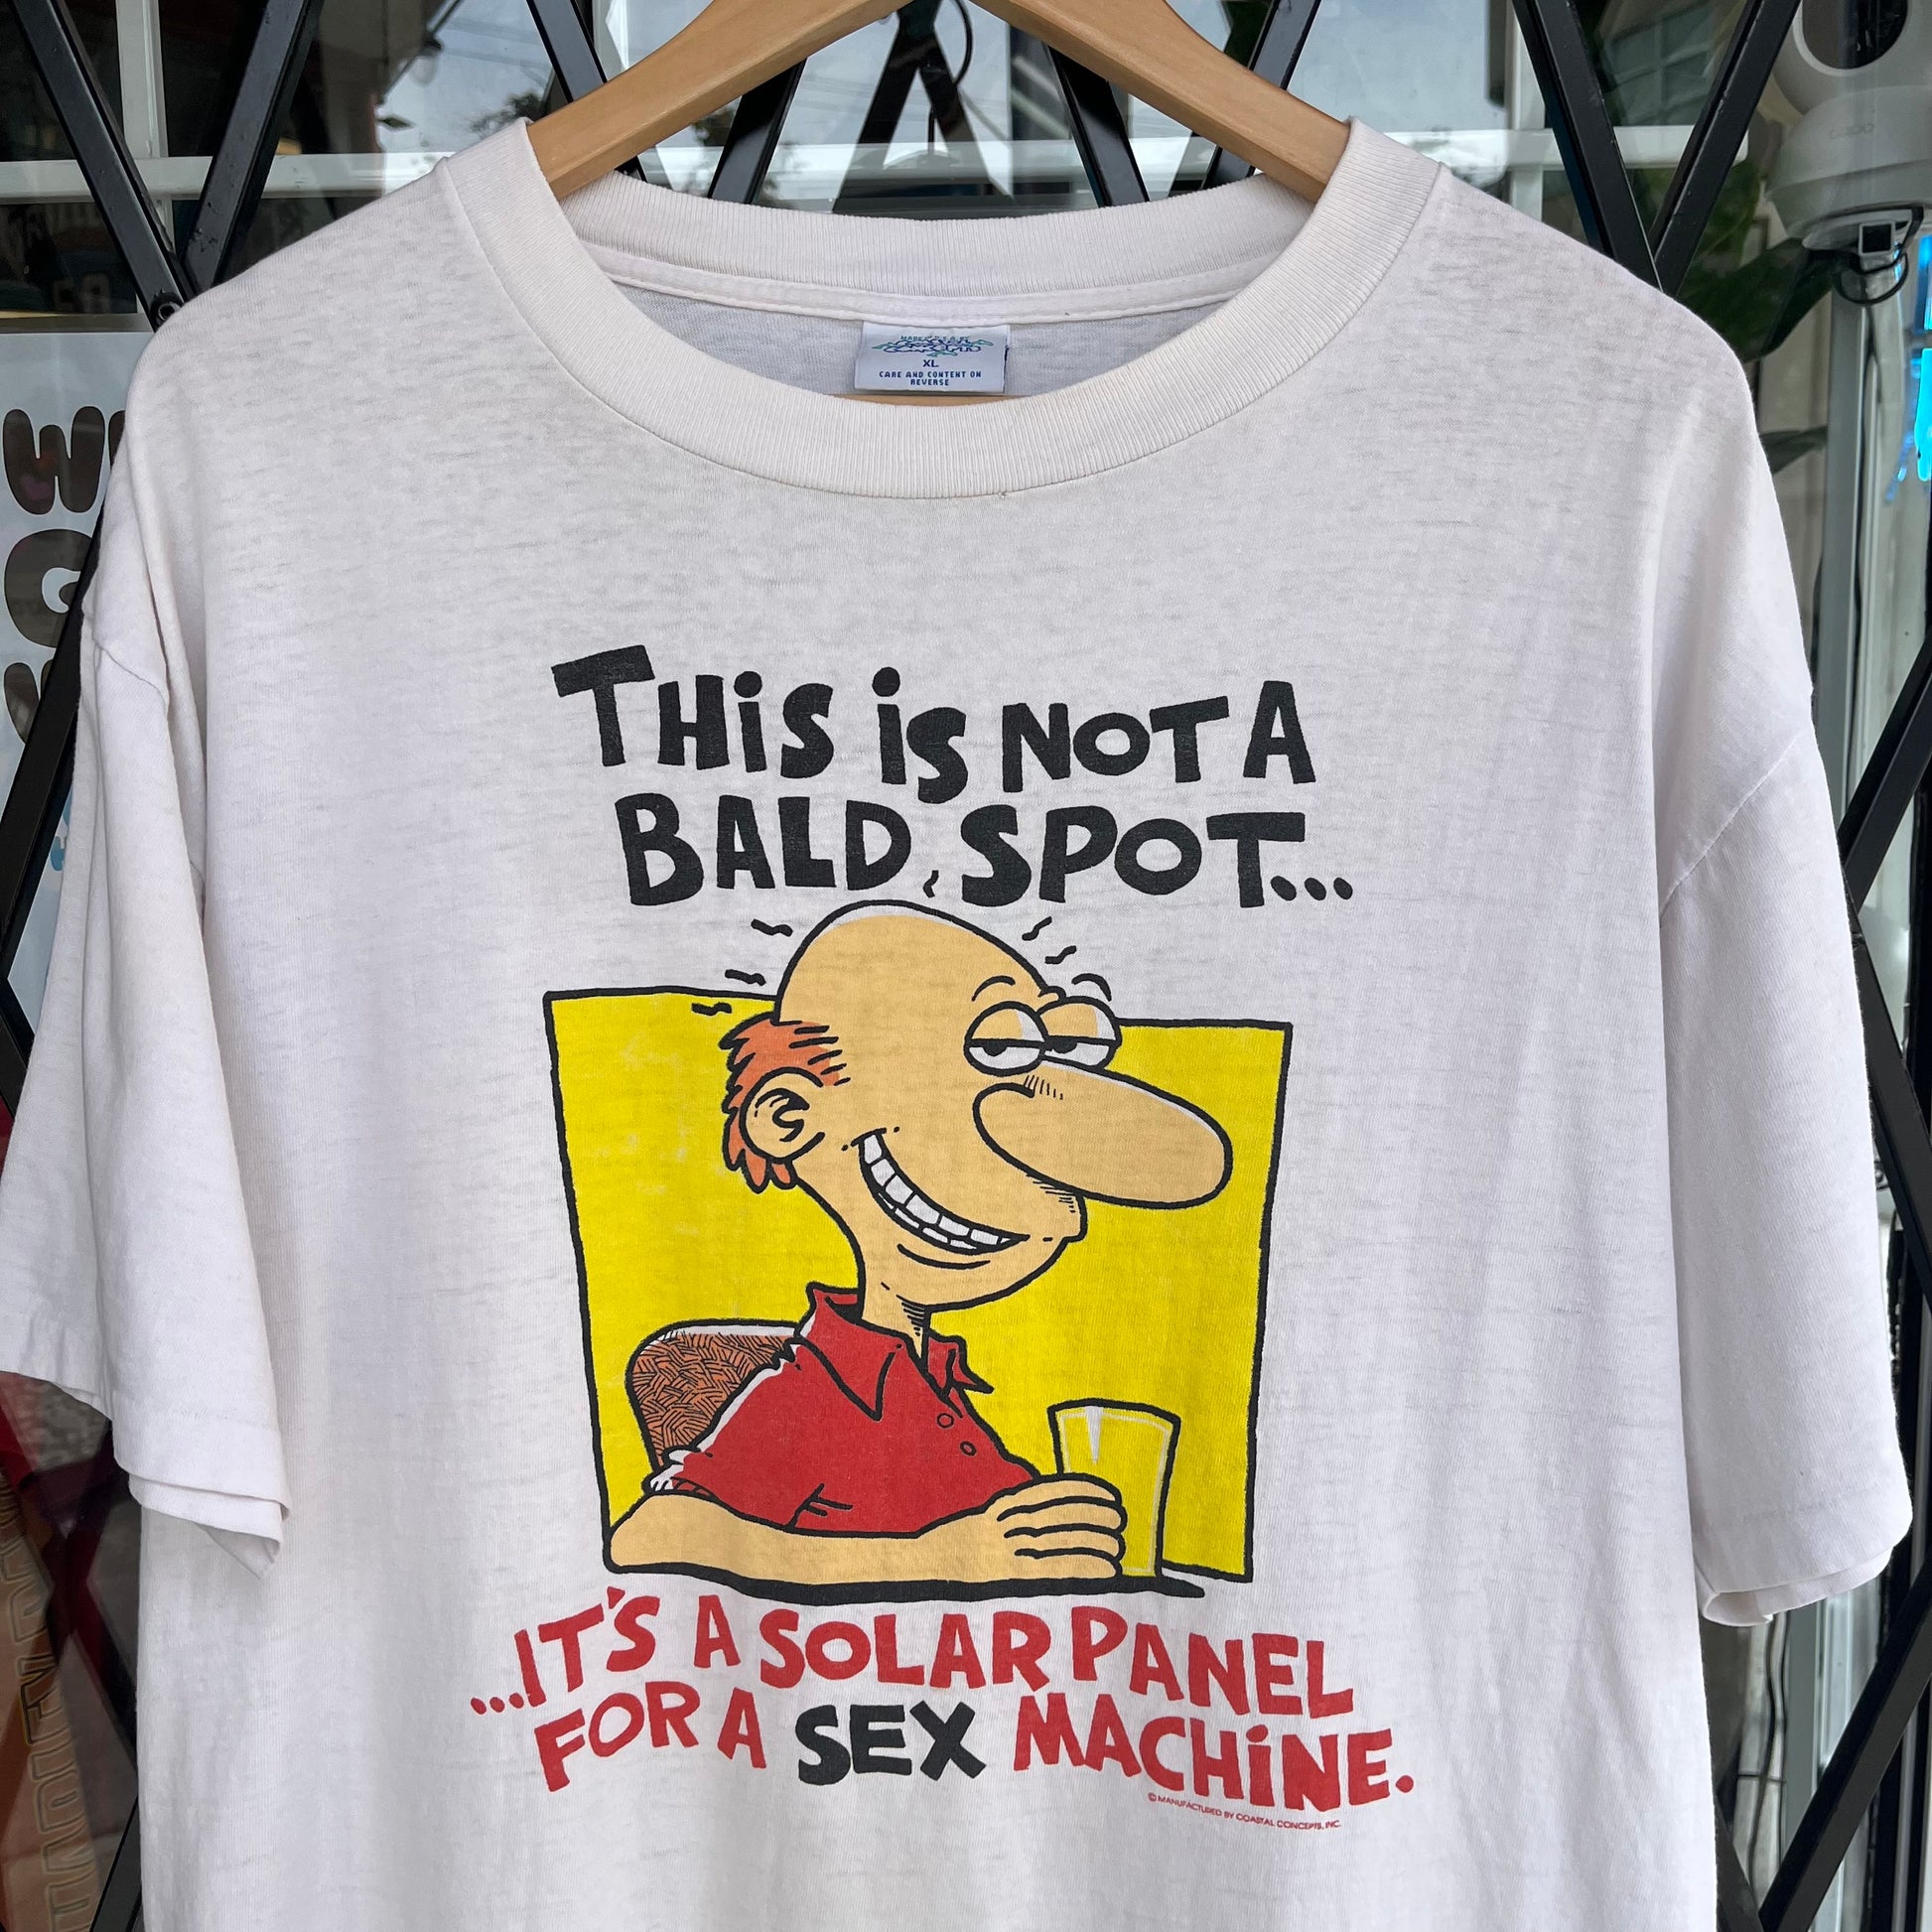 XL
CARE AND CONTENT ON
REVERSE
THiS iS NOT A
BALD SPOT...
...IT'S A SOLAR PANEL
FOR A SEX MACHiNE.
© MANUFACTURED BY COASTAL CONCEPTS, INC.